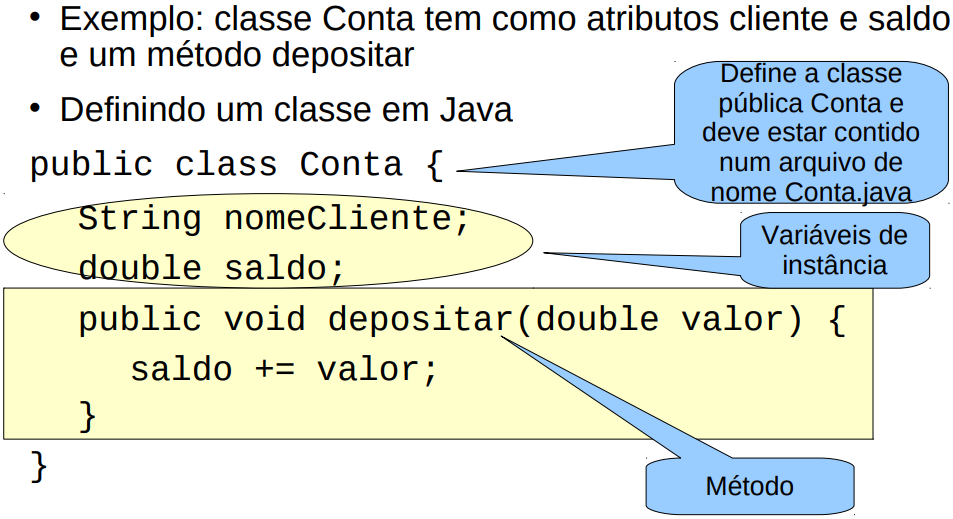 • Exemplo: classe Conta tem como atributos cliente e saldo
e um método depositar
• Definindo um classe em Java
Define a classe
pública Conta e
deve estar contido
num arquivo de
nome Conta.java
public class Conta {
String nomeCliente;
double saldo;
Variáveis de
instância
public void depositar(double valor) {
saldo += valor;
}
}
Método